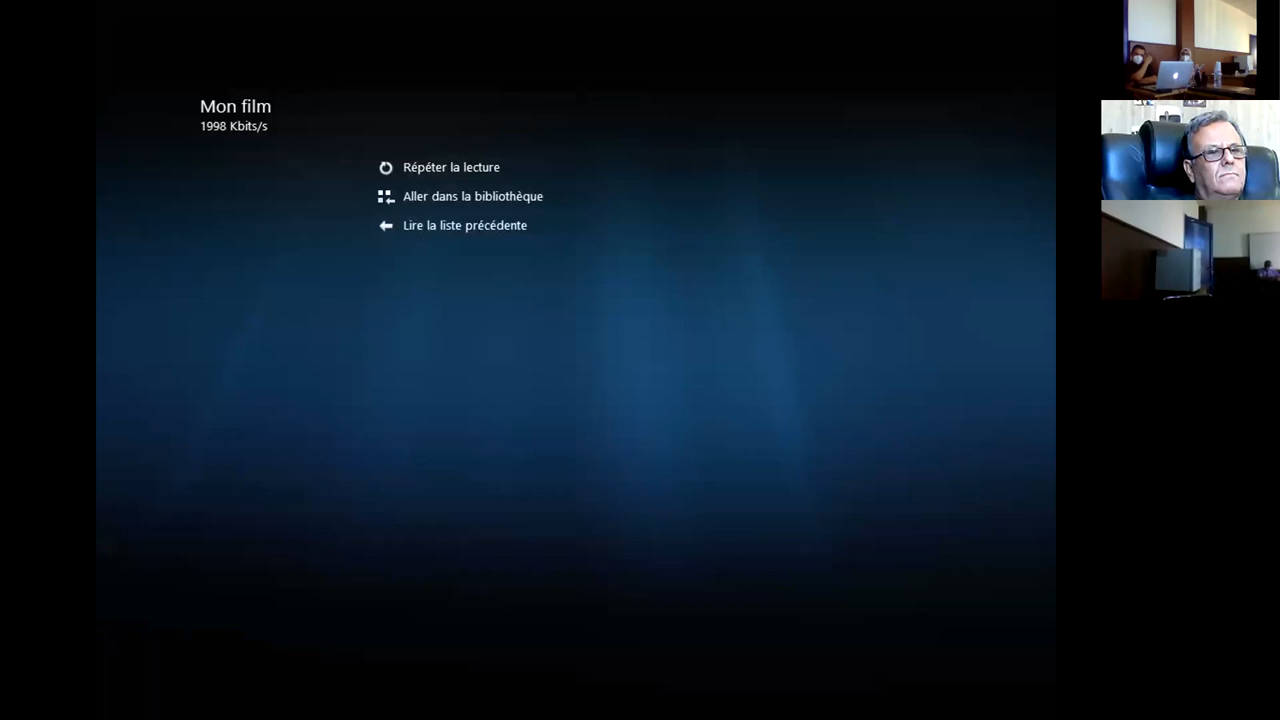 Mon film
1998 Kbits/s
Répéter la lecture
Aller dans la bibliothèque
Lire la liste précédente